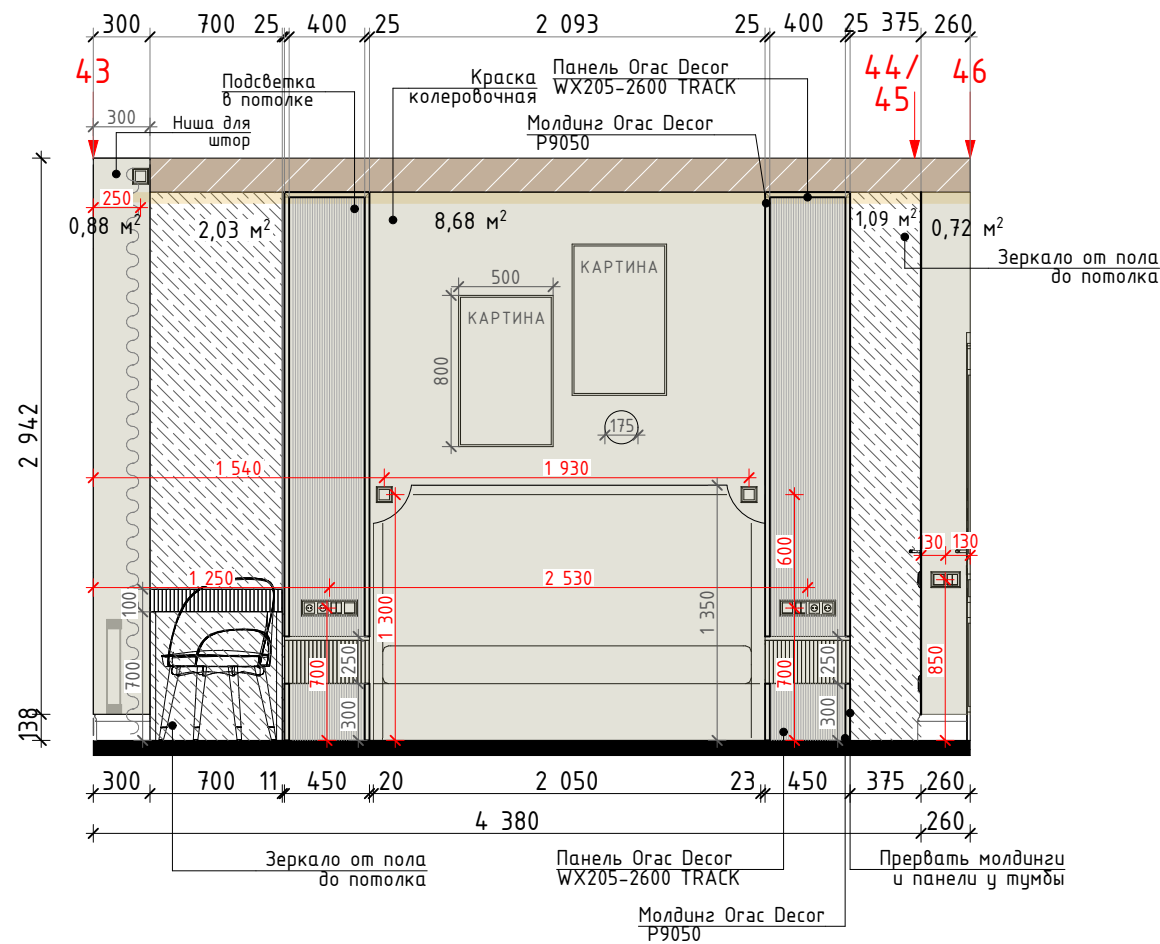 300 700 25 400 25 2 093 25 400 25 375 260
43
44/
45
46
Подсветка
в потолке
Краска
колеровочная
Панель Orac Decor
WX205-2600 TRACK
Молдинг Orac Decor
P9050
300
Ниша для
штор
250
0,88 м²
2,03 м²
8,68 м²
1,09 м²
0,72 м²
Зеркало от пола
до потолка
КАРТИНА
500
КАРТИНА
800
175
2 942
1 540
1 930
600
130
130
1 250
2 530
100
1 300
1 350
850
700
700
250
700
250
138
300
300
300 700 11 450 20 2 050 23 450 375 260
4 380
260
Зеркало от пола
до потолка
Панель Orac Decor
WX205-2600 TRACK
Прервать молдинги
и панели у тумбы
Молдинг Orac Decor
P9050